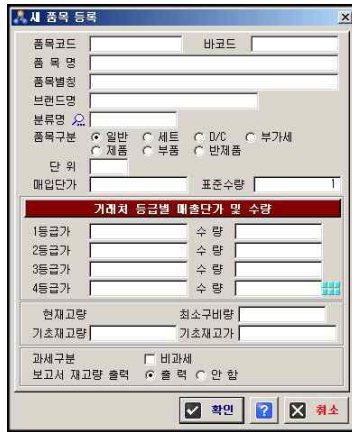 새 품목 등록
품목코드 바코드
품 목 명
품목별칭
브랜드명
분류명
품목구분 일반 세트 D/C 부가세
제품 부품 반제품
단 위
매입단가 표준수량 1
거래처 등급별 매출단가 및 수량
1등급가 수 량
2등급가 수 량
3등급가 수 량
4등급가 수 량
현재고량 최소구비량
기초재고량 기초재고가
과세구분 비과세
보고서 재고량 출력 출 력 안 함
확인 ? 취소